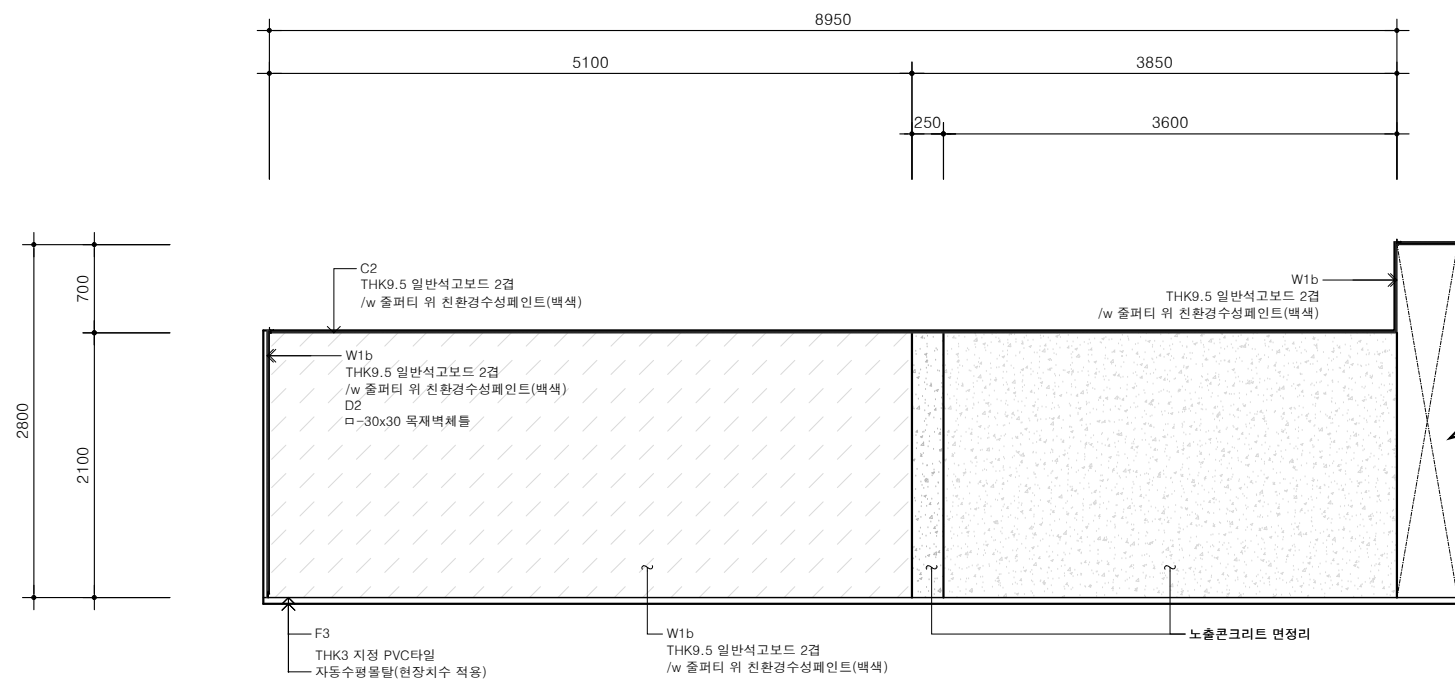 8950
5100
3850
250
3600
700
2800
2100
C2
THK9.5 일반석고보드 2겹
/w 줄퍼티 위 친환경수성페인트(백색)
W1b
THK9.5 일반석고보드 2겹
/w 줄퍼티 위 친환경수성페인트(백색)
W1b
THK9.5 일반석고보드 2겹
/w 줄퍼티 위 친환경수성페인트(백색)
D2
ㅁ-30x30 목재벽체틀
F3
THK3 지정 PVC타일
자동수평몰탈(현장치수 적용)
W1b
THK9.5 일반석고보드 2겹
/w 줄퍼티 위 친환경수성페인트(백색)
노출콘크리트 면정리